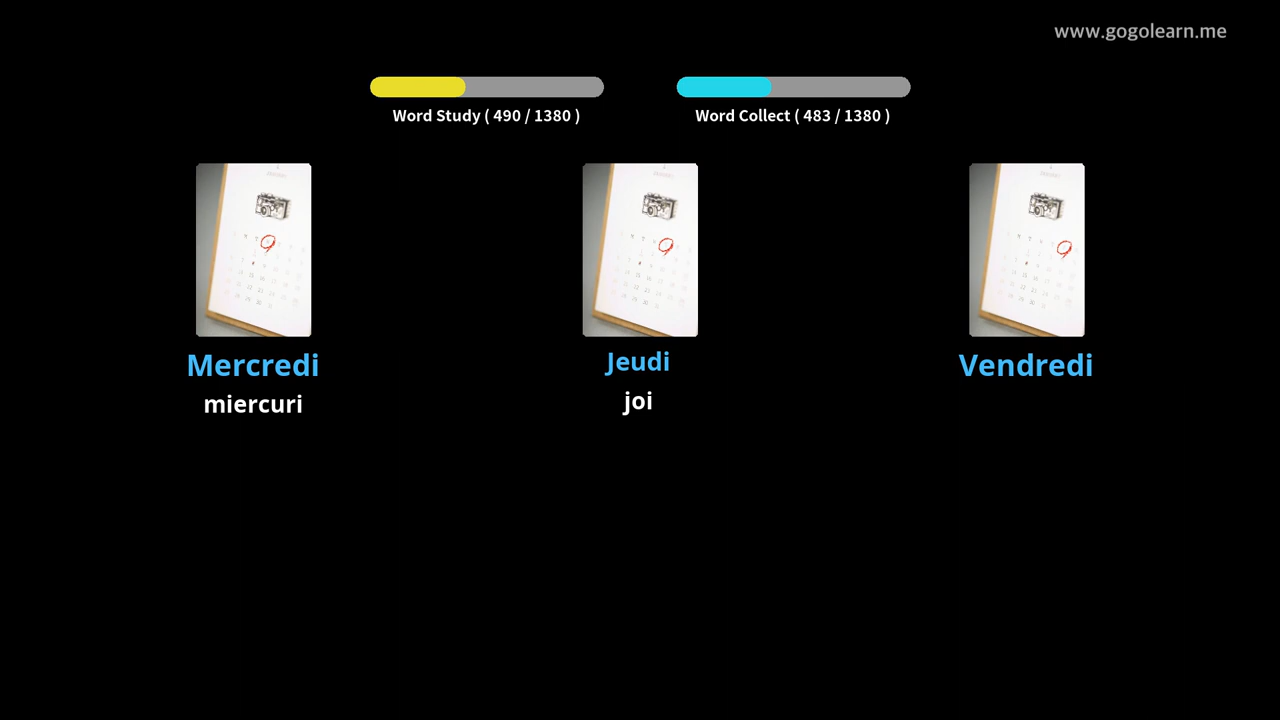 www.gogolearn.me
Word Study ( 490 / 1380 )
Word Collect ( 483 / 1380 )
Mercredi
Jeudi
Vendredi
miercuri
joi